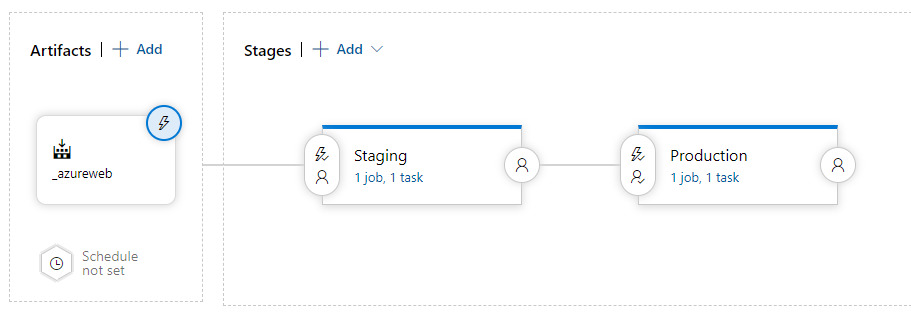 Artifacts | + Add
_azureweb
Schedule
not set
Stages | + Add
Staging
1 job, 1 task
Production
1 job, 1 task